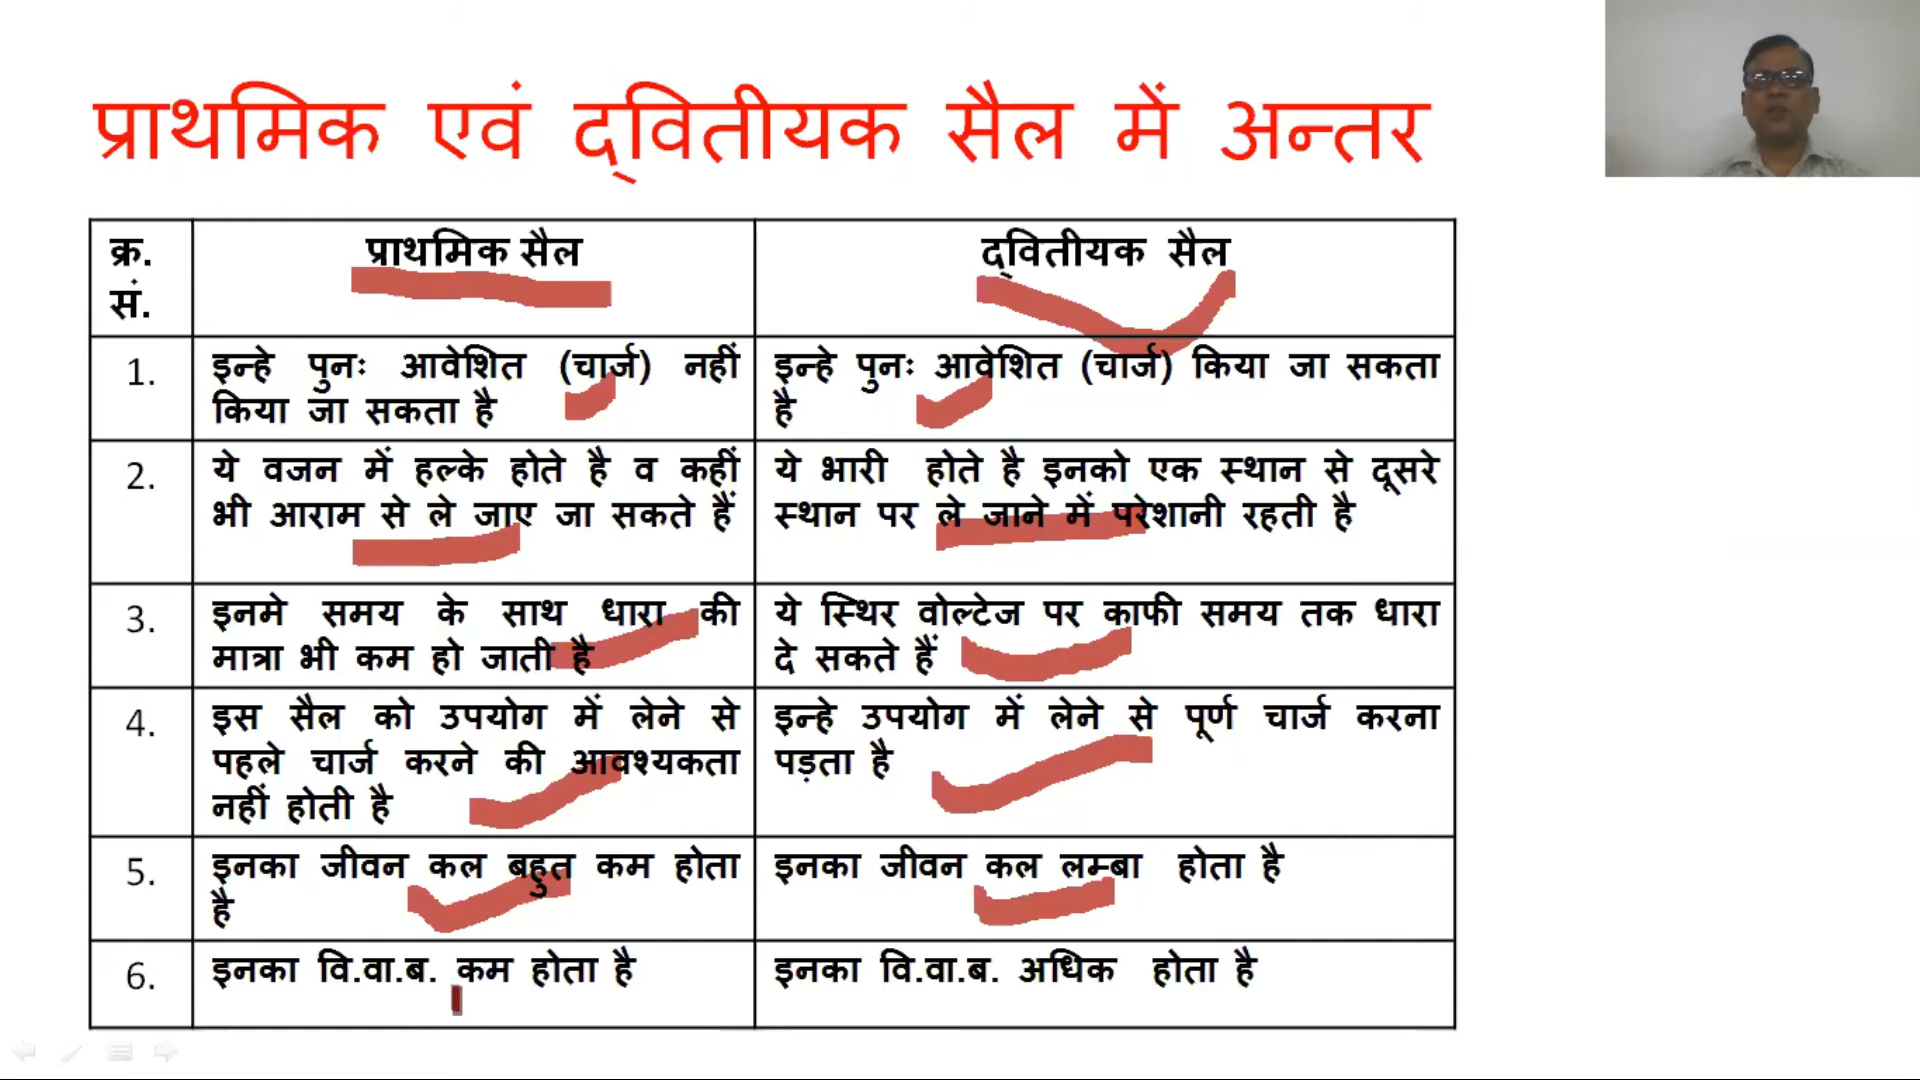 प्राथमिक एवं द्वितीयक सैल में अन्तर
क्र.
सं.
प्राथमिक सैल
द्वितीयक सैल
1.
इन्हे पुनः आवेशित (चार्ज) नहीं
किया जा सकता है
इन्हे पुनः आवेशित (चार्ज) किया जा सकता
है
2.
ये वजन में हल्के होते है व कहीं
भी आराम से ले जाए जा सकते हैं
ये भारी होते है इनको एक स्थान से दूसरे
स्थान पर ले जाने में परेशानी रहती है
3.
इनमे समय के साथ धारा की
मात्रा भी कम हो जाती है
ये स्थिर वोल्टेज पर काफी समय तक धारा
दे सकते हैं
4.
इस सैल को उपयोग में लेने से
पहले चार्ज करने की आवश्यकता
नहीं होती है
इन्हे उपयोग में लेने से पूर्ण चार्ज करना
पड़ता है
5.
इनका जीवन कल बहुत कम होता
है
इनका जीवन कल लम्बा होता है
6.
इनका वि.वा.ब. कम होता है
इनका वि.वा.ब. अधिक होता है